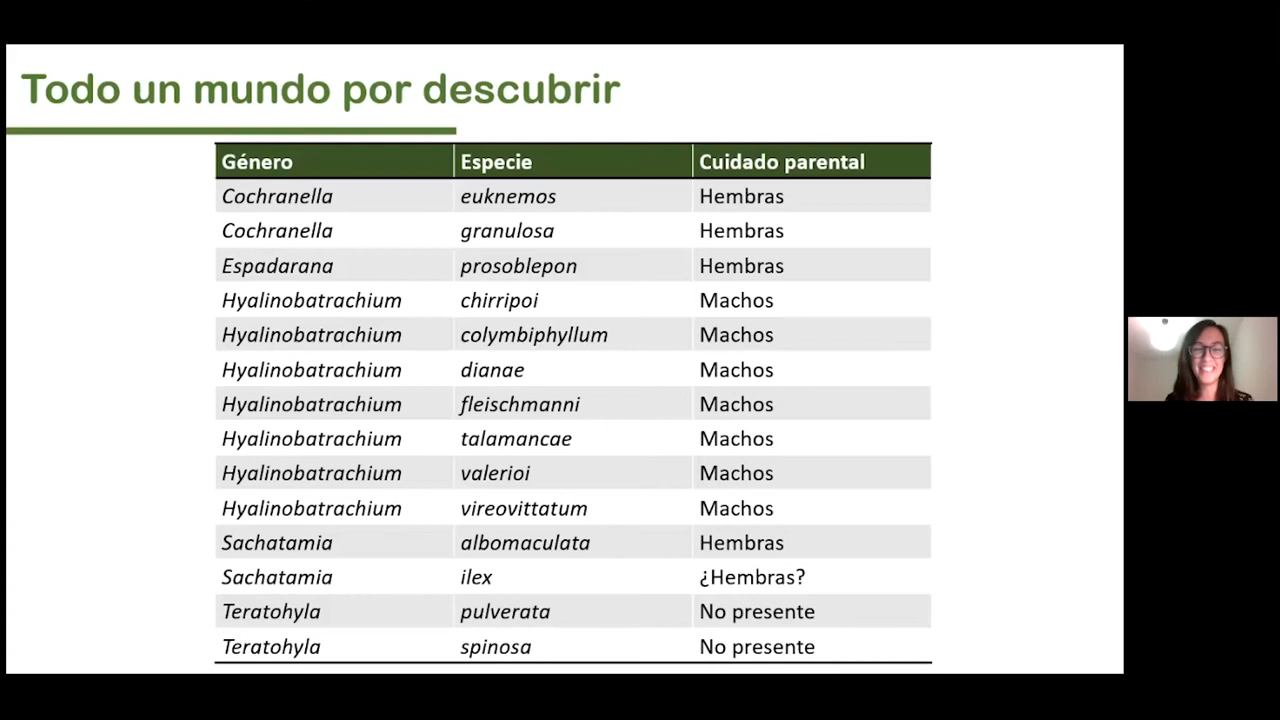 Todo un mundo por descubrir
Género Especie Cuidado parental
Cochranella euknemos Hembras
Cochranella granulosa Hembras
Espadarana prosoblepon Hembras
Hyalinobatrachium chirripoi Machos
Hyalinobatrachium colymbiphyllum Machos
Hyalinobatrachium dianae Machos
Hyalinobatrachium fleischmanni Machos
Hyalinobatrachium talamancae Machos
Hyalinobatrachium valerioi Machos
Hyalinobatrachium vireovittatum Machos
Sachatamia albomaculata Hembras
Sachatamia ilex ¿Hembras?
Teratohyla pulverata No presente
Teratohyla spinosa No presente